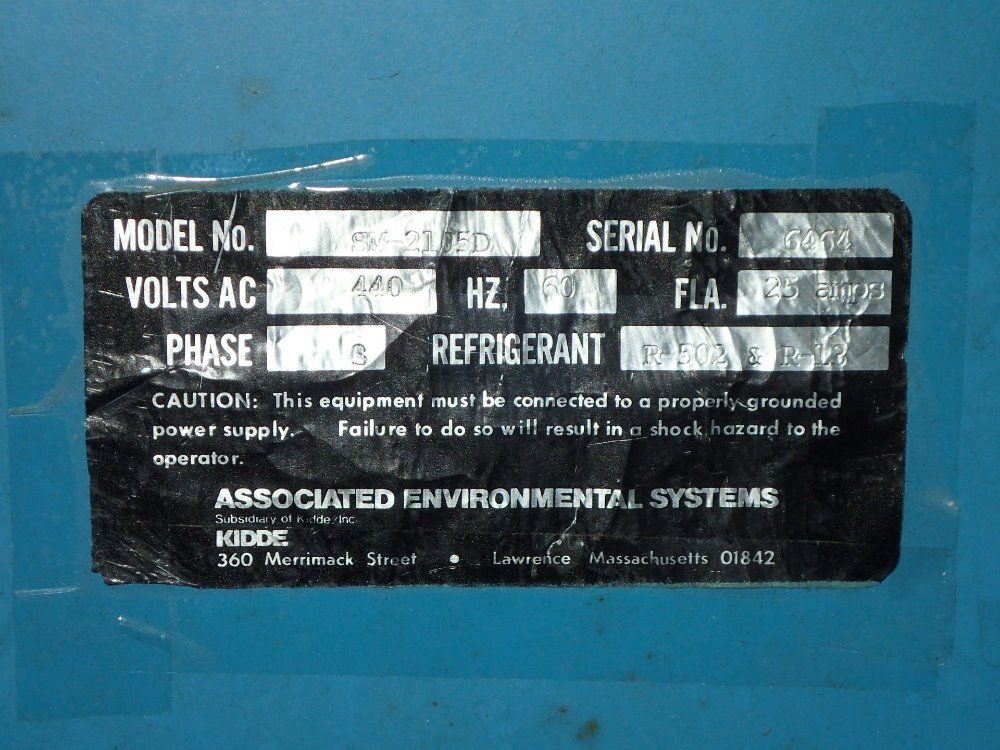 MODEL No. SM-21J5D SERIAL No. 6464
VOLTS AC 440 HZ. 60 FLA. 25 amps
PHASE 3 REFRIGERANT R-502 & R-13
CAUTION: This equipment must be connected to a properly grounded
power supply. Failure to do so will result in a shock hazard to the
operator.
ASSOCIATED ENVIRONMENTAL SYSTEMS
Subsidiary of Kidde, Inc.
KIDDE
360 Merrimack Street • Lawrence Massachusetts 01842